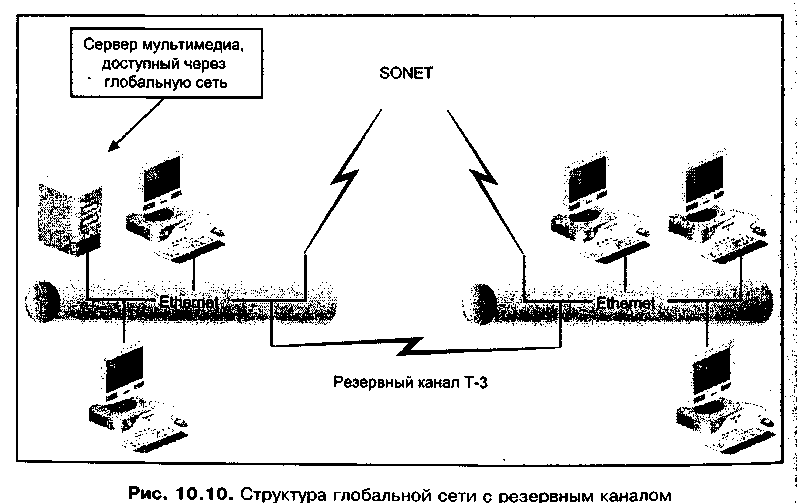 Сервер мультимедиа,
доступный через
глобальную сеть
SONET
Ethernet
Ethernet
Резервный канал Т-3
Рис. 10.10. Структура глобальной сети с резервным каналом